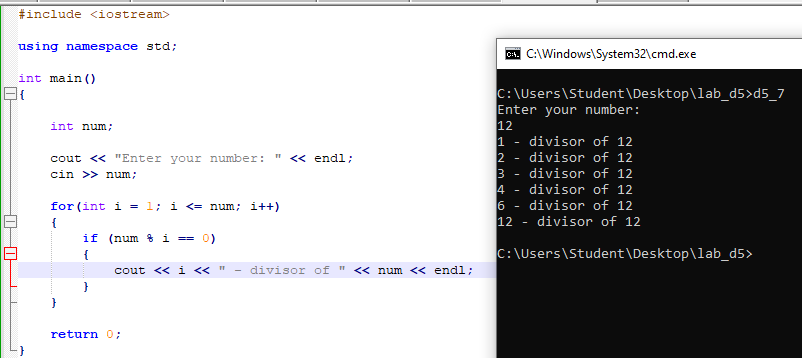 #include <iostream>
using namespace std;
int main()
{
int num;
cout << "Enter your number: " << endl;
cin >> num;
for(int i = 1; i <= num; i++)
{
if (num % i == 0)
{
cout << i << " - divisor of " << num << endl;
}
}
return 0;
}
C:\Windows\System32\cmd.exe
C:\Users\Student\Desktop\lab_d5>d5_7
Enter your number:
12
1 - divisor of 12
2 - divisor of 12
3 - divisor of 12
4 - divisor of 12
6 - divisor of 12
12 - divisor of 12
C:\Users\Student\Desktop\lab_d5>